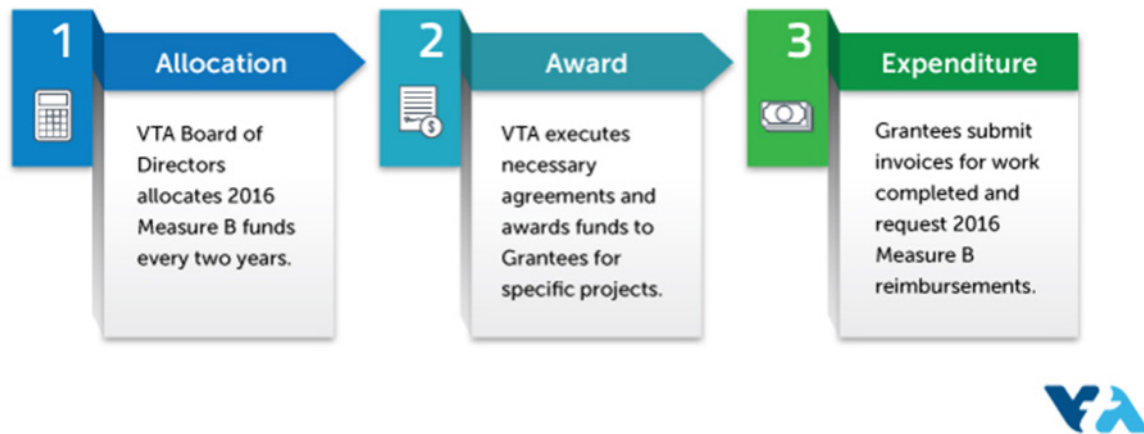 1
Allocation
VTA Board of
Directors
allocates 2016
Measure B funds
every two years.
2
Award
$
VTA executes
necessary
agreements and
awards funds to
Grantees for
specific projects.
3
Expenditure
Grantees submit
invoices for work
completed and
request 2016
Measure B
reimbursements.
VTA